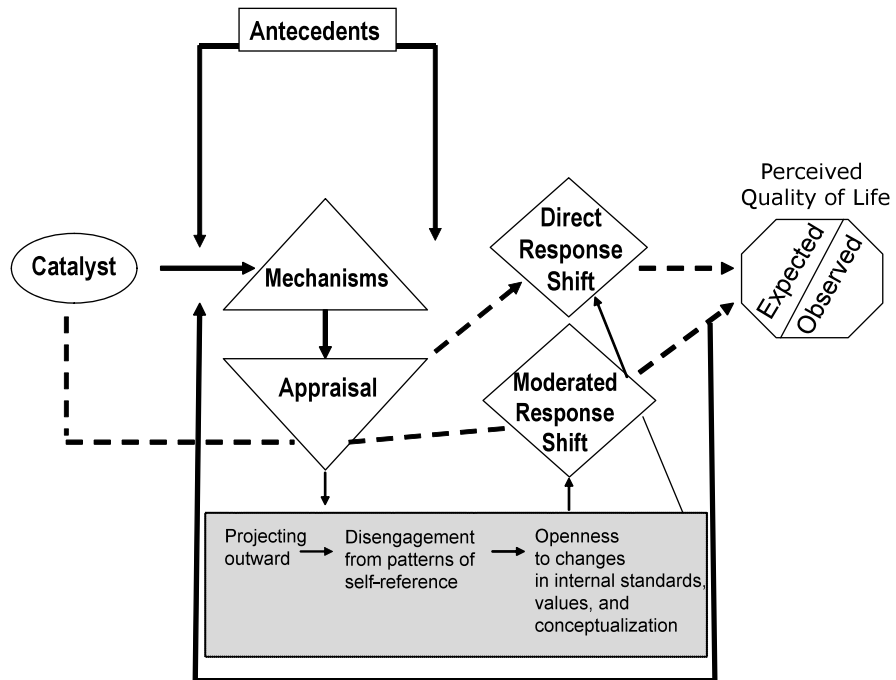 Antecedents
Perceived
Quality of Life
Direct
Response
Shift
Catalyst
Mechanisms
Expected
Observed
Appraisal
Moderated
Response
Shift
Projecting
outward
Disengagement
from patterns of
self-reference
Openness
to changes
in internal standards,
values, and
conceptualization